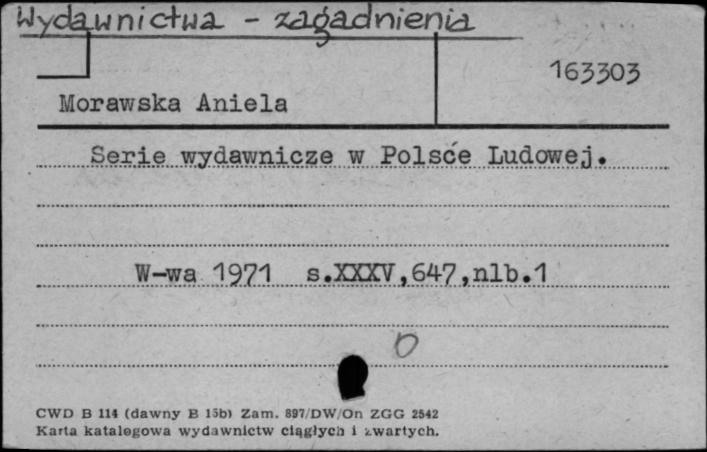 Wydawnictwa - zagadnienia
163303
Morawska Aniela
Serie wydawnicze w Polsće Ludowej.
W-wa 1971 s.XXXV,647,nlb.1
0
CWD B 114 (dawny B 15b) Zam. 897/DW/On ZGG 2542
Karta katalogowa wydawnictw ciągłych i zwartych.